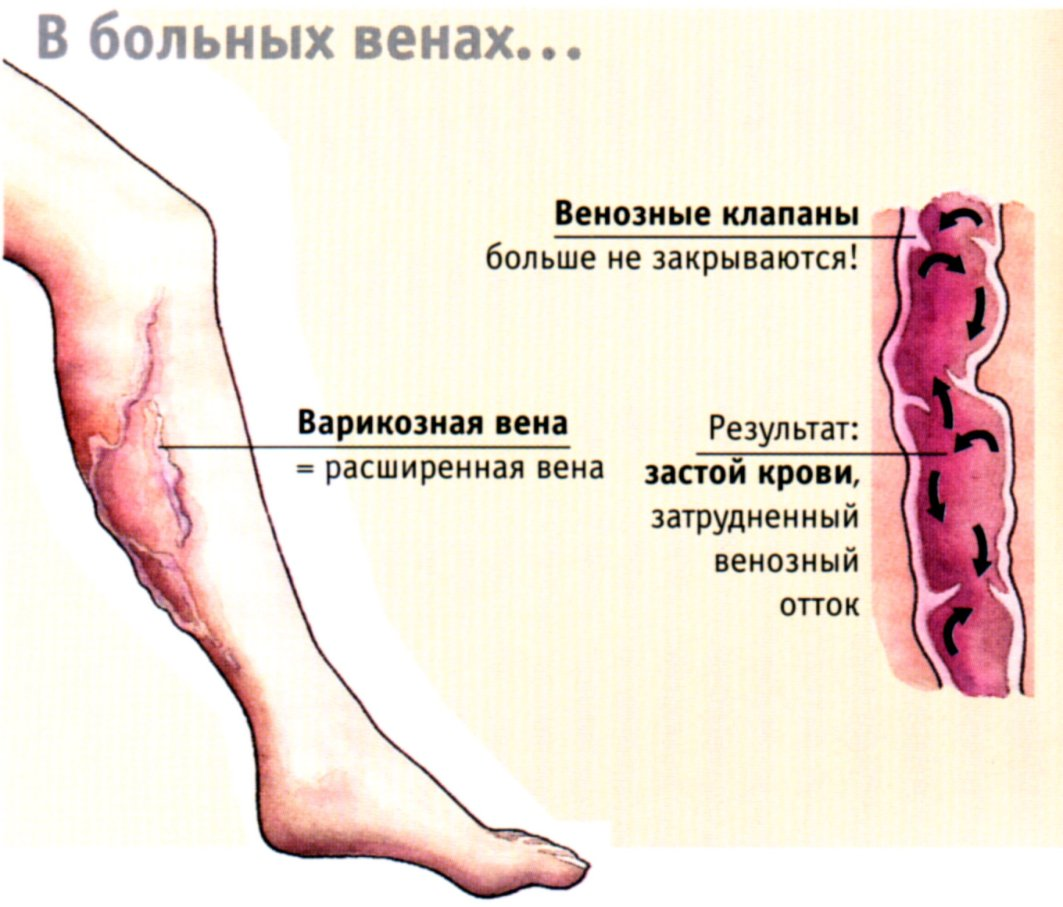 В больных венах...
Венозные клапаны
больше не закрываются!
Варикозная вена
= расширенная вена
Результат:
застой крови,
затрудненный
венозный
отток